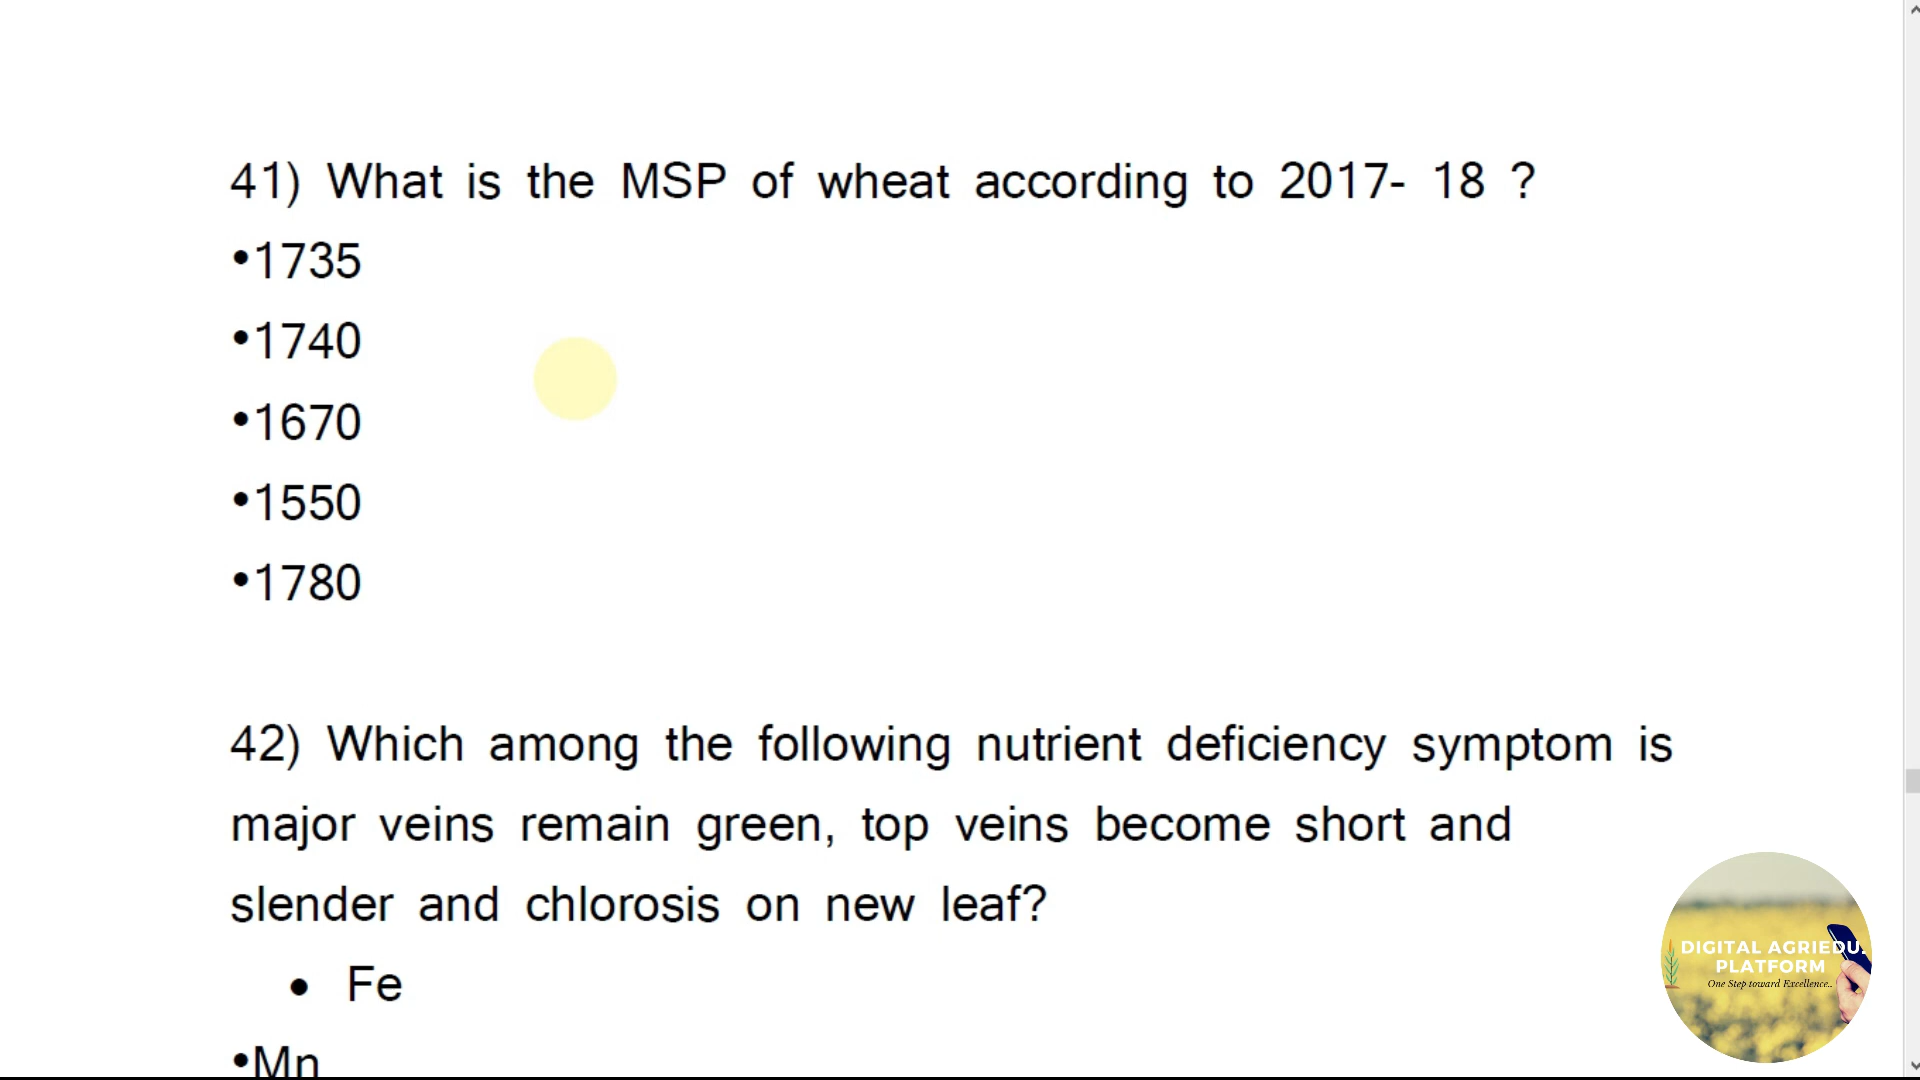 41) What is the MSP of wheat according to 2017- 18 ?
•1735
•1740
•1670
•1550
•1780
42) Which among the following nutrient deficiency symptom is
major veins remain green, top veins become short and
slender and chlorosis on new leaf?
• Fe
•Mn
DIGITAL AGRIEDU.
PLATFORM
One Step toward Excellence..